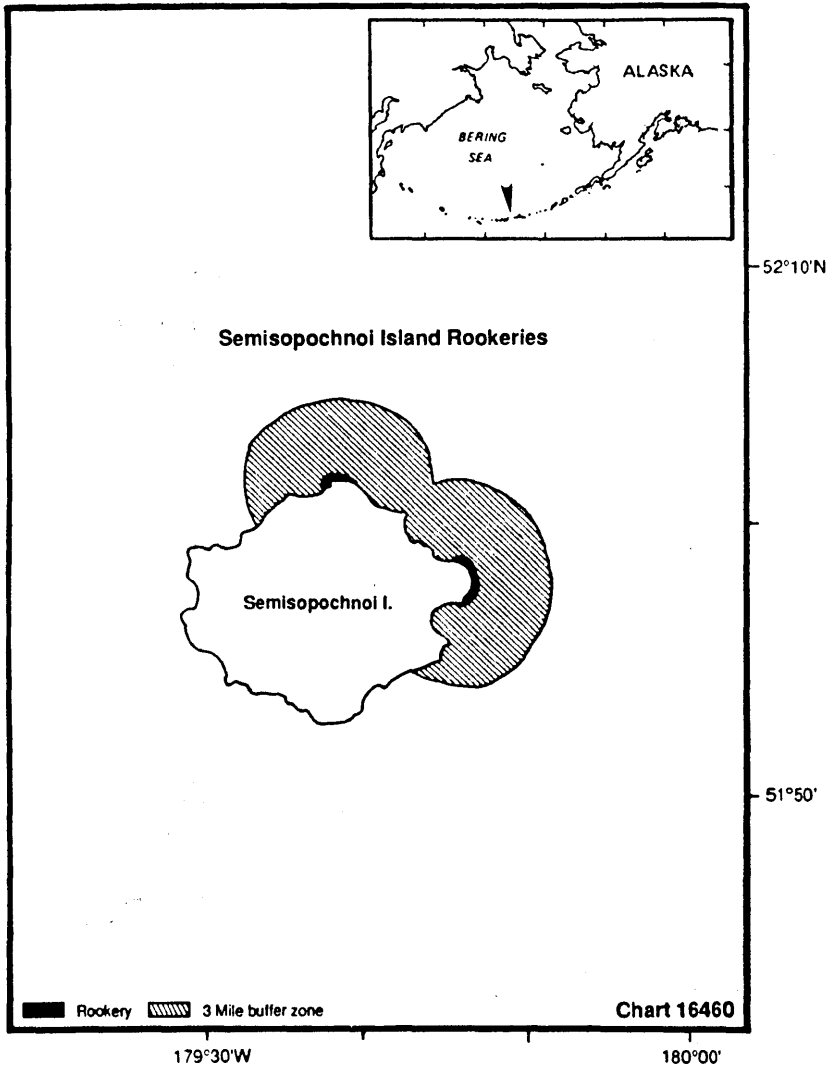 ALASKA
BERING
SEA
52°10'N
Semisopochnoi Island Rookeries
Semisopochnoi I.
51°50'
Rookery
3 Mile buffer zone
Chart 16460
179°30'W
180°00'